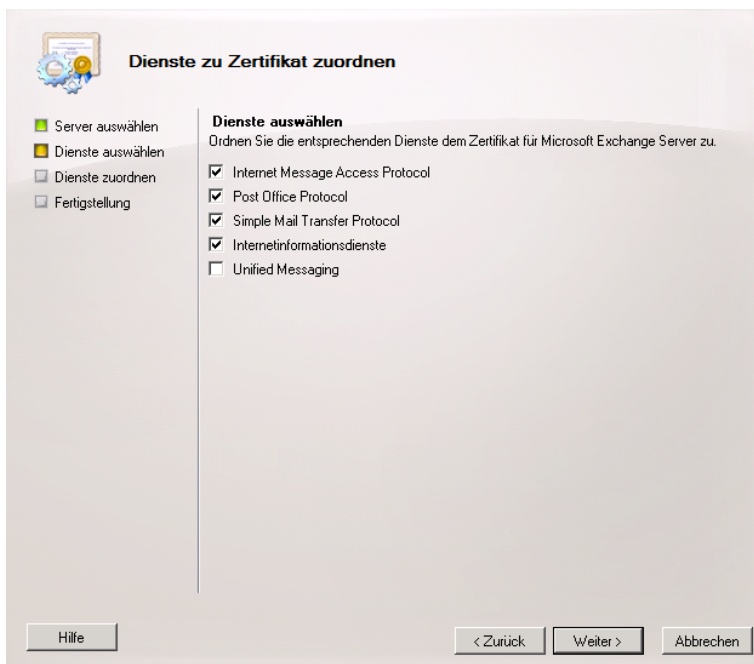 Dienste zu Zertifikat zuordnen
Server auswählen
Dienste auswählen
Dienste zuordnen
Fertigstellung
Dienste auswählen
Ordnen Sie die entsprechenden Dienste dem Zertifikat für Microsoft Exchange Server zu.
Internet Message Access Protocol
Post Office Protocol
Simple Mail Transfer Protocol
Internetinformationsdienste
Unified Messaging
Hilfe
< Zurück
Weiter >
Abbrechen